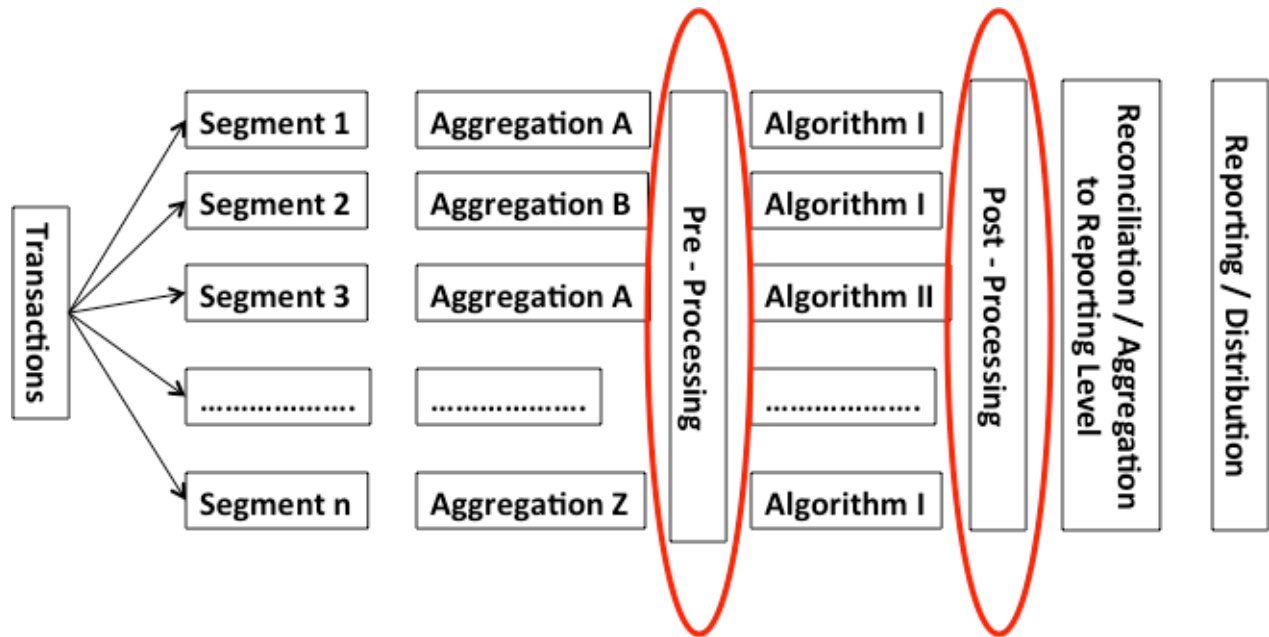 Transactions
Segment 1
Aggregation A
Algorithm I
Segment 2
Aggregation B
Algorithm I
Segment 3
Aggregation A
Algorithm II
....................
....................
....................
Segment n
Aggregation Z
Algorithm I
Pre - Processing
Post - Processing
Reconciliation / Aggregation
to Reporting Level
Reporting / Distribution